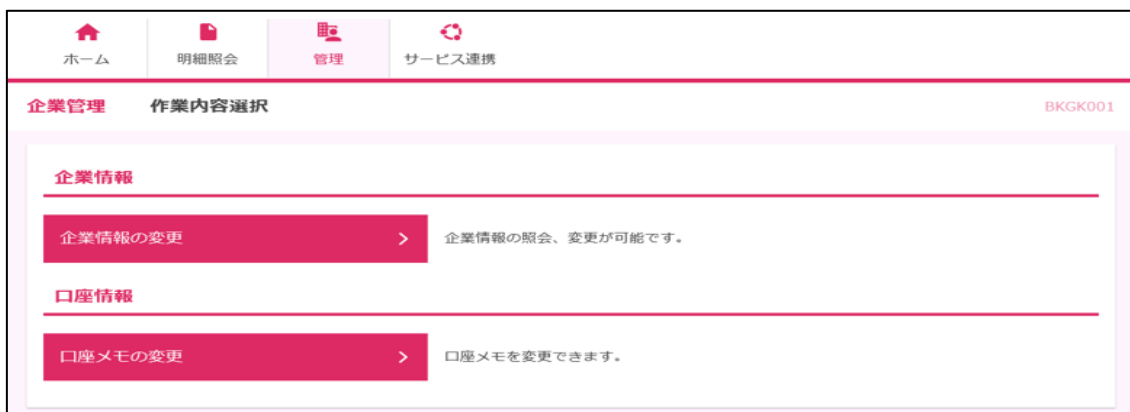 ホーム 明細照会 管理 サービス連携
企業管理 作業内容選択 BKGK001
企業情報
企業情報の変更 企業情報の照会、変更が可能です。
口座情報
口座メモの変更 口座メモを変更できます。